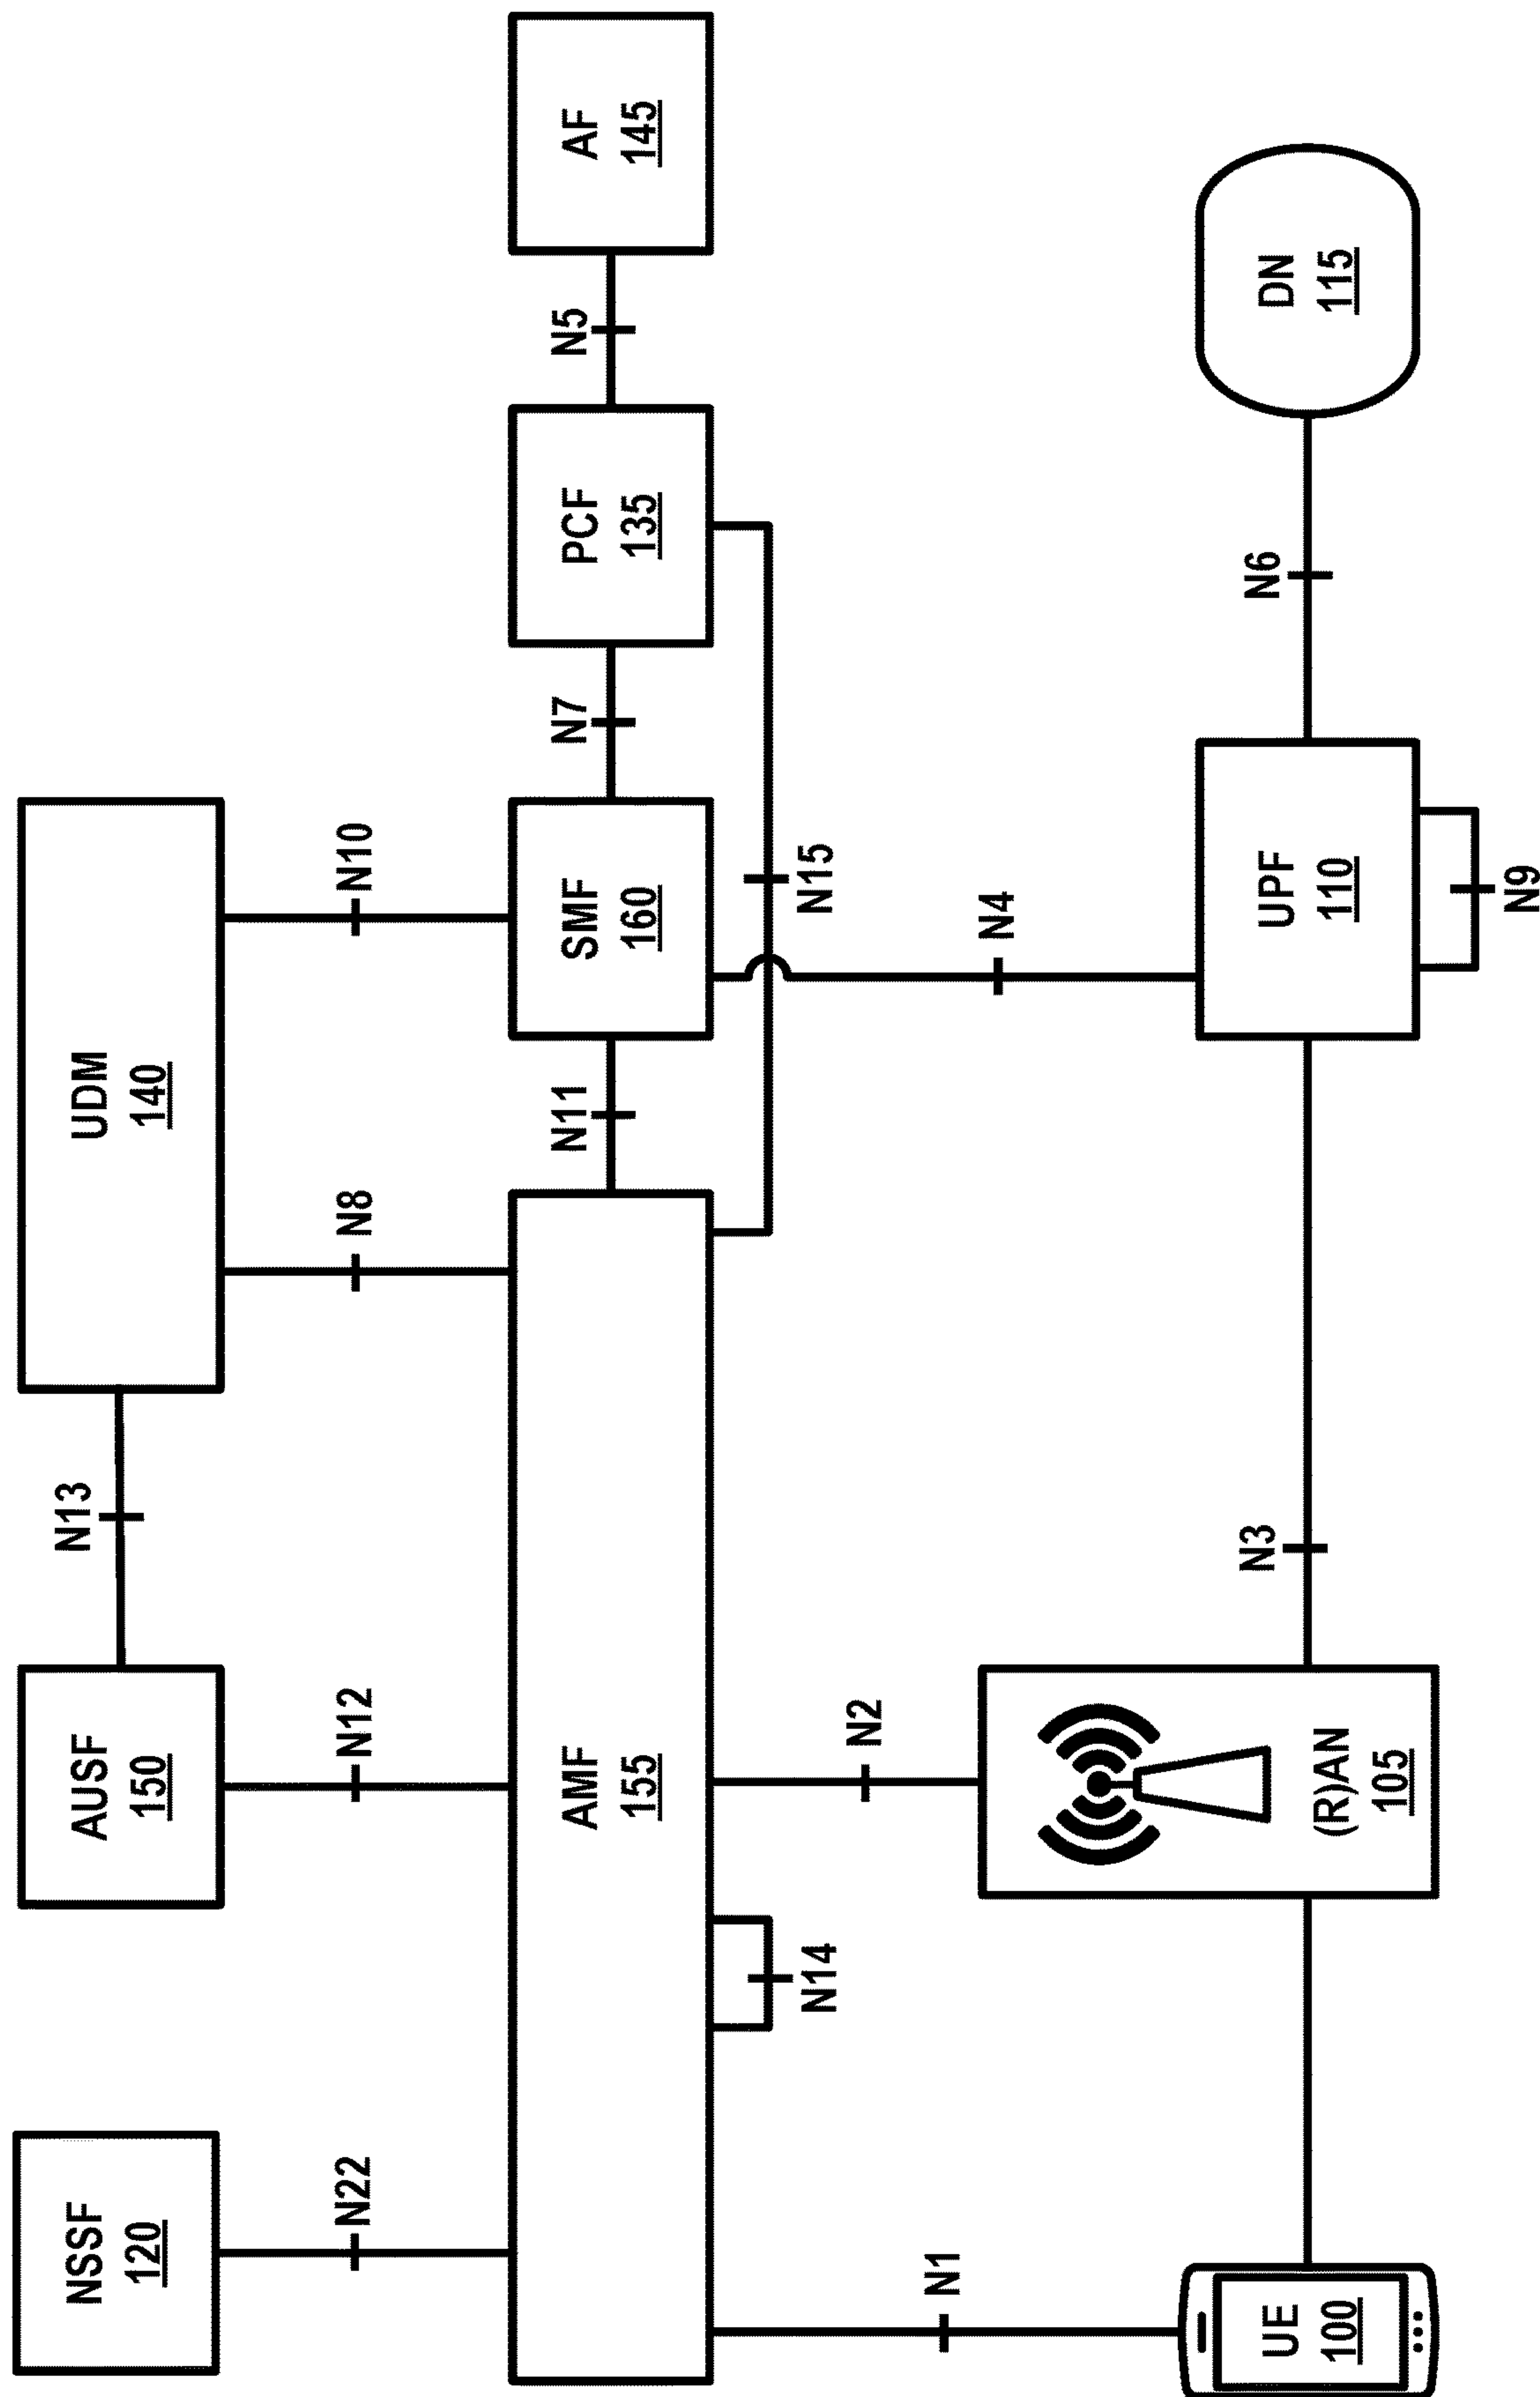 NSSF
120
AUSF
150
N13
UDM
140
N22
N12
N8
N10
AMF
155
N11
SMF
160
N7
PCF
135
N5
AF
145
N14
N15
N1
N2
N4
UE
100
(R)AN
105
N3
UPF
110
N6
DN
115
N9